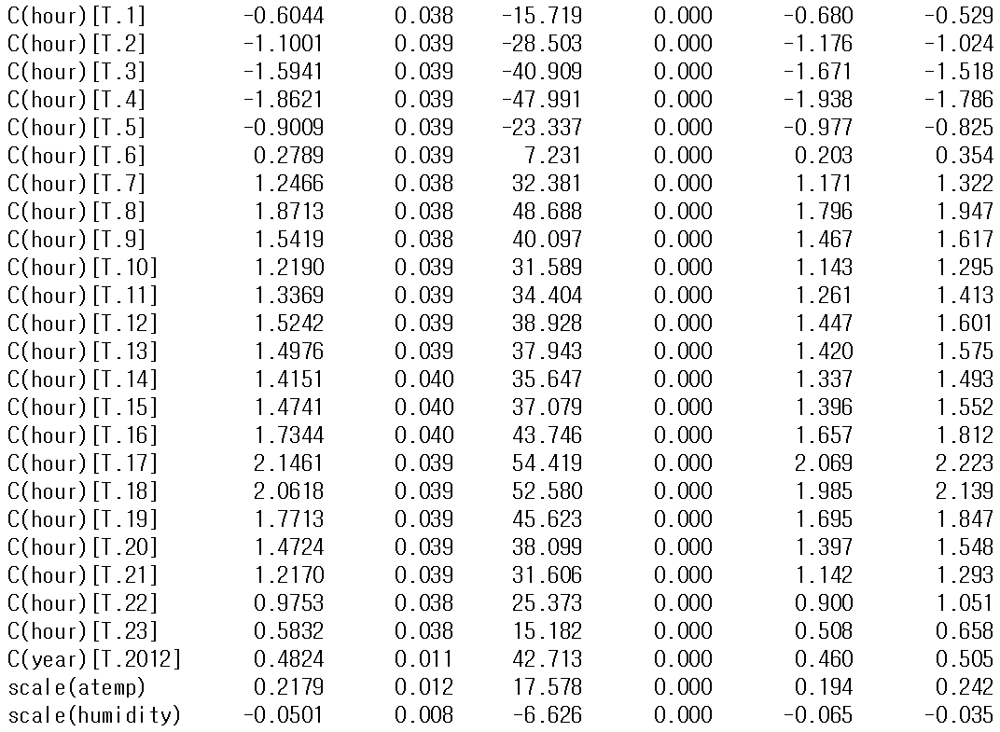 C(hour)[T.1] -0.6044 0.038 -15.719 0.000 -0.680 -0.529
C(hour)[T.2] -1.1001 0.039 -28.503 0.000 -1.176 -1.024
C(hour)[T.3] -1.5941 0.039 -40.909 0.000 -1.671 -1.518
C(hour)[T.4] -1.8621 0.039 -47.991 0.000 -1.938 -1.786
C(hour)[T.5] -0.9009 0.039 -23.337 0.000 -0.977 -0.825
C(hour)[T.6] 0.2789 0.039 7.231 0.000 0.203 0.354
C(hour)[T.7] 1.2466 0.038 32.381 0.000 1.171 1.322
C(hour)[T.8] 1.8713 0.038 48.688 0.000 1.796 1.947
C(hour)[T.9] 1.5419 0.038 40.097 0.000 1.467 1.617
C(hour)[T.10] 1.2190 0.039 31.589 0.000 1.143 1.295
C(hour)[T.11] 1.3369 0.039 34.404 0.000 1.261 1.413
C(hour)[T.12] 1.5242 0.039 38.928 0.000 1.447 1.601
C(hour)[T.13] 1.4976 0.039 37.943 0.000 1.420 1.575
C(hour)[T.14] 1.4151 0.040 35.647 0.000 1.337 1.493
C(hour)[T.15] 1.4741 0.040 37.079 0.000 1.396 1.552
C(hour)[T.16] 1.7344 0.040 43.746 0.000 1.657 1.812
C(hour)[T.17] 2.1461 0.039 54.419 0.000 2.069 2.223
C(hour)[T.18] 2.0618 0.039 52.580 0.000 1.985 2.139
C(hour)[T.19] 1.7713 0.039 45.623 0.000 1.695 1.847
C(hour)[T.20] 1.4724 0.039 38.099 0.000 1.397 1.548
C(hour)[T.21] 1.2170 0.039 31.606 0.000 1.142 1.293
C(hour)[T.22] 0.9753 0.038 25.373 0.000 0.900 1.051
C(hour)[T.23] 0.5832 0.038 15.182 0.000 0.508 0.658
C(year)[T.2012] 0.4824 0.011 42.713 0.000 0.460 0.505
scale(atemp) 0.2179 0.012 17.578 0.000 0.194 0.242
scale(humidity) -0.0501 0.008 -6.626 0.000 -0.065 -0.035